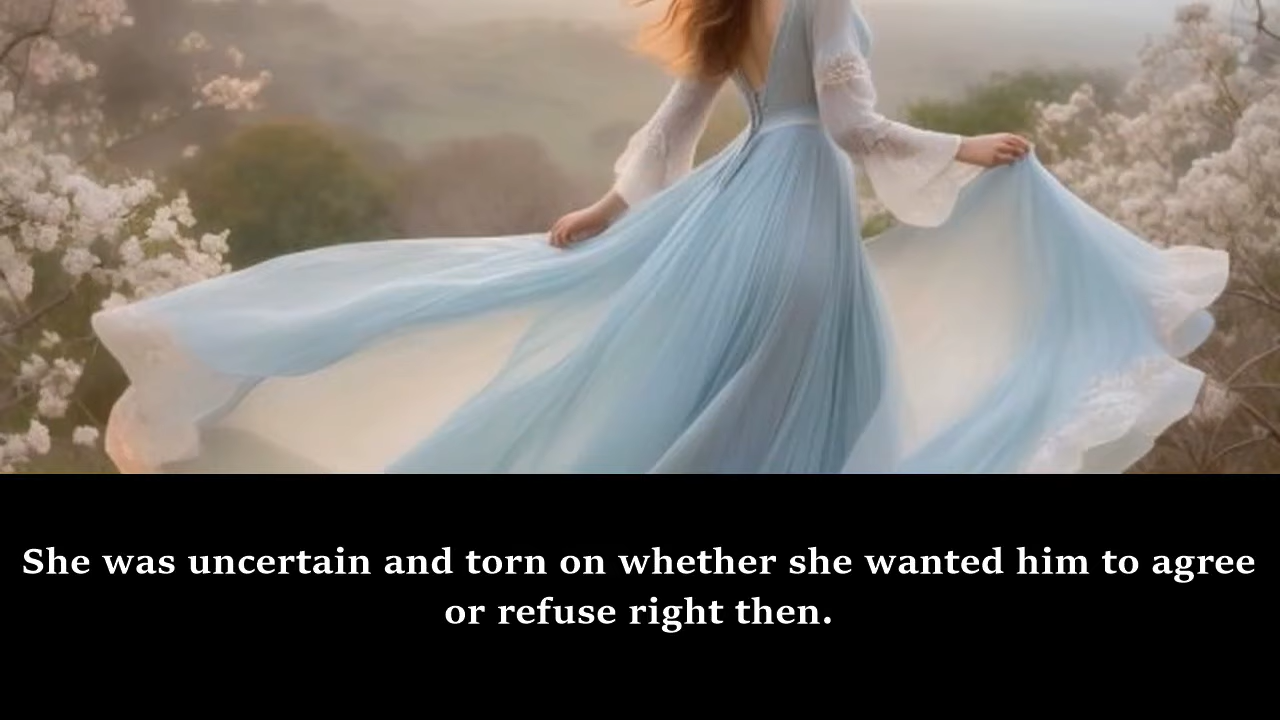 She was uncertain and torn on whether she wanted him to agree
or refuse right then.